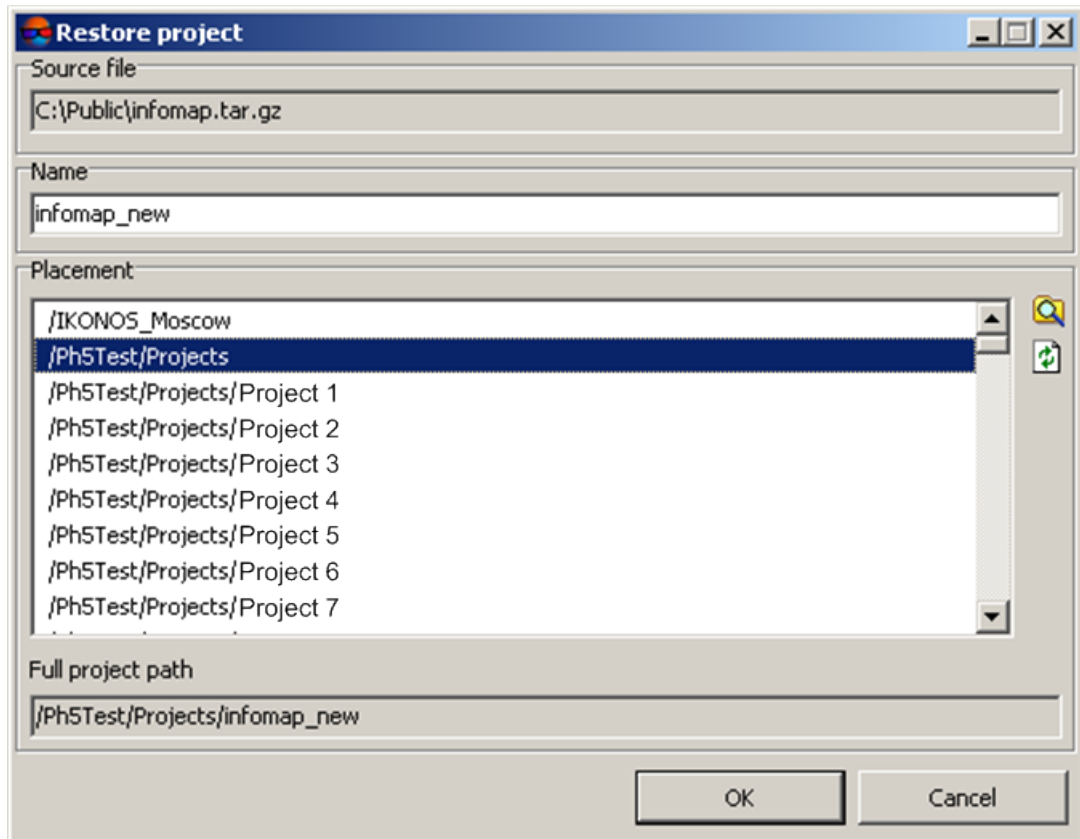 Restore project
Source file
C:\Public\infomap.tar.gz
Name
infomap_new
Placement
/IKONOS_Moscow
/Ph5Test/Projects
/Ph5Test/Projects/Project 1
/Ph5Test/Projects/Project 2
/Ph5Test/Projects/Project 3
/Ph5Test/Projects/Project 4
/Ph5Test/Projects/Project 5
/Ph5Test/Projects/Project 6
/Ph5Test/Projects/Project 7
Full project path
/Ph5Test/Projects/infomap_new
OK Cancel